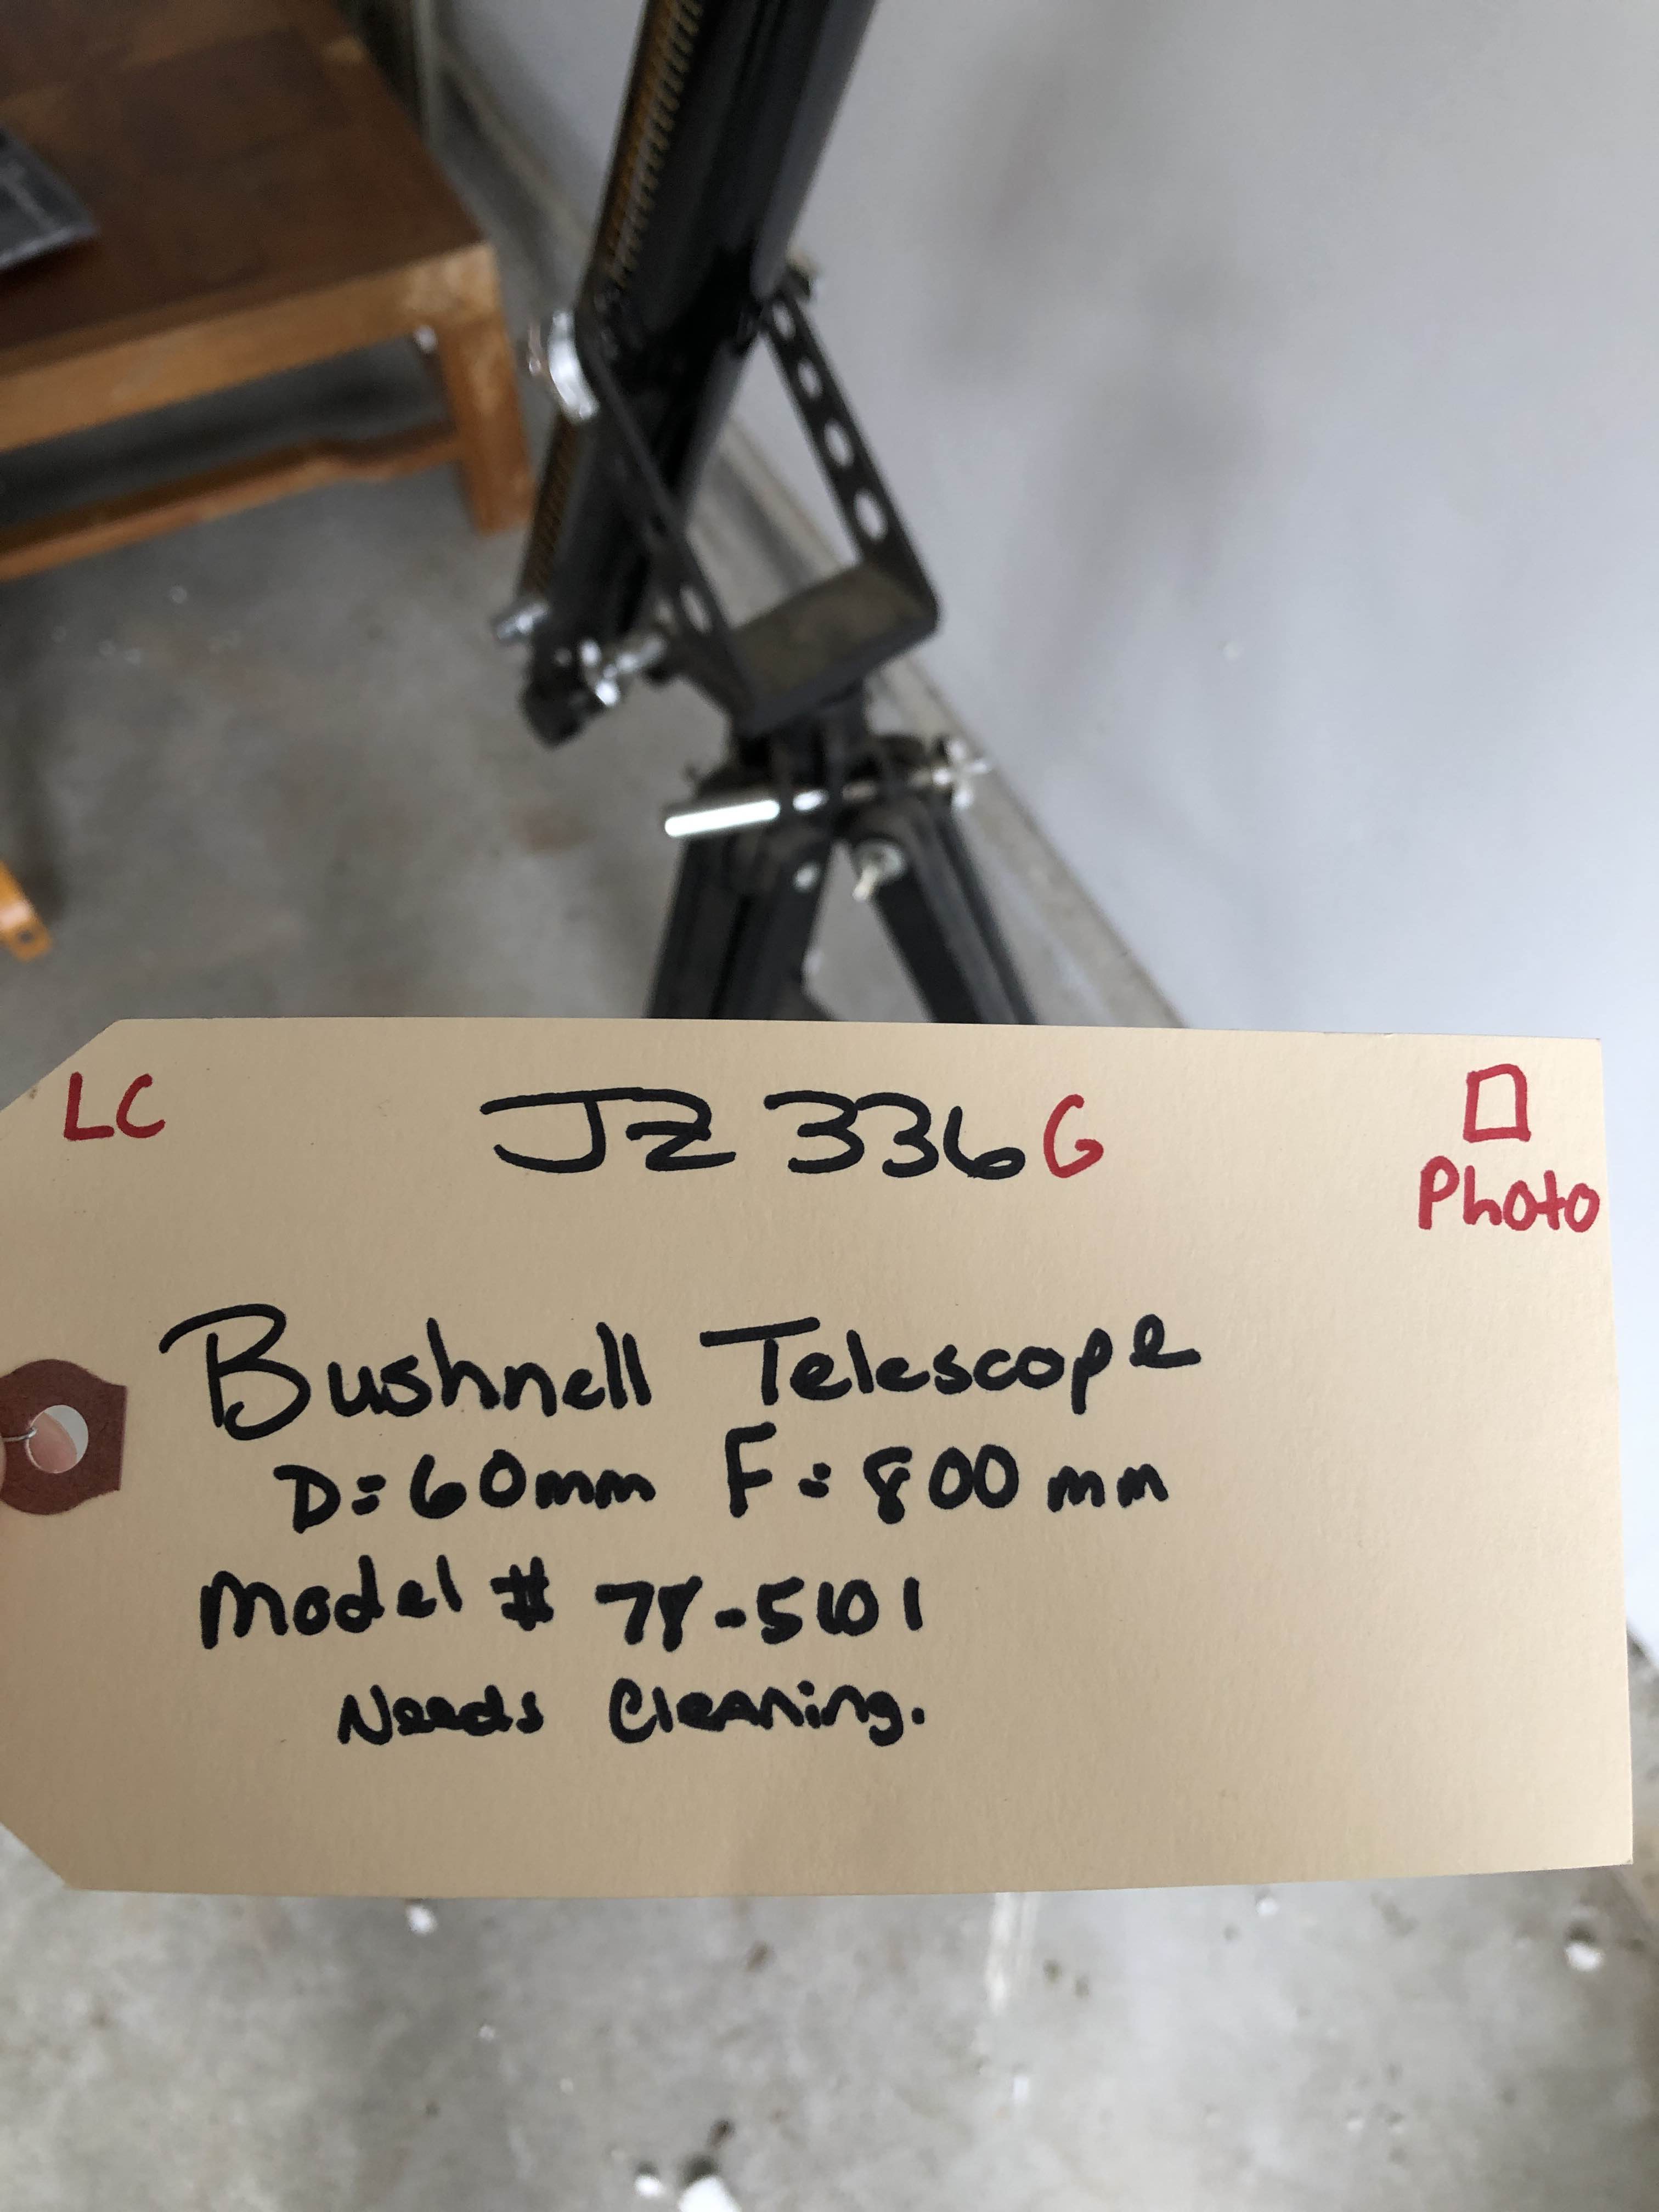 LC JZ 336G
Photo
Bushnell Telescope
D=60mm F=800mm
Model # 78-5101
Needs Cleaning.